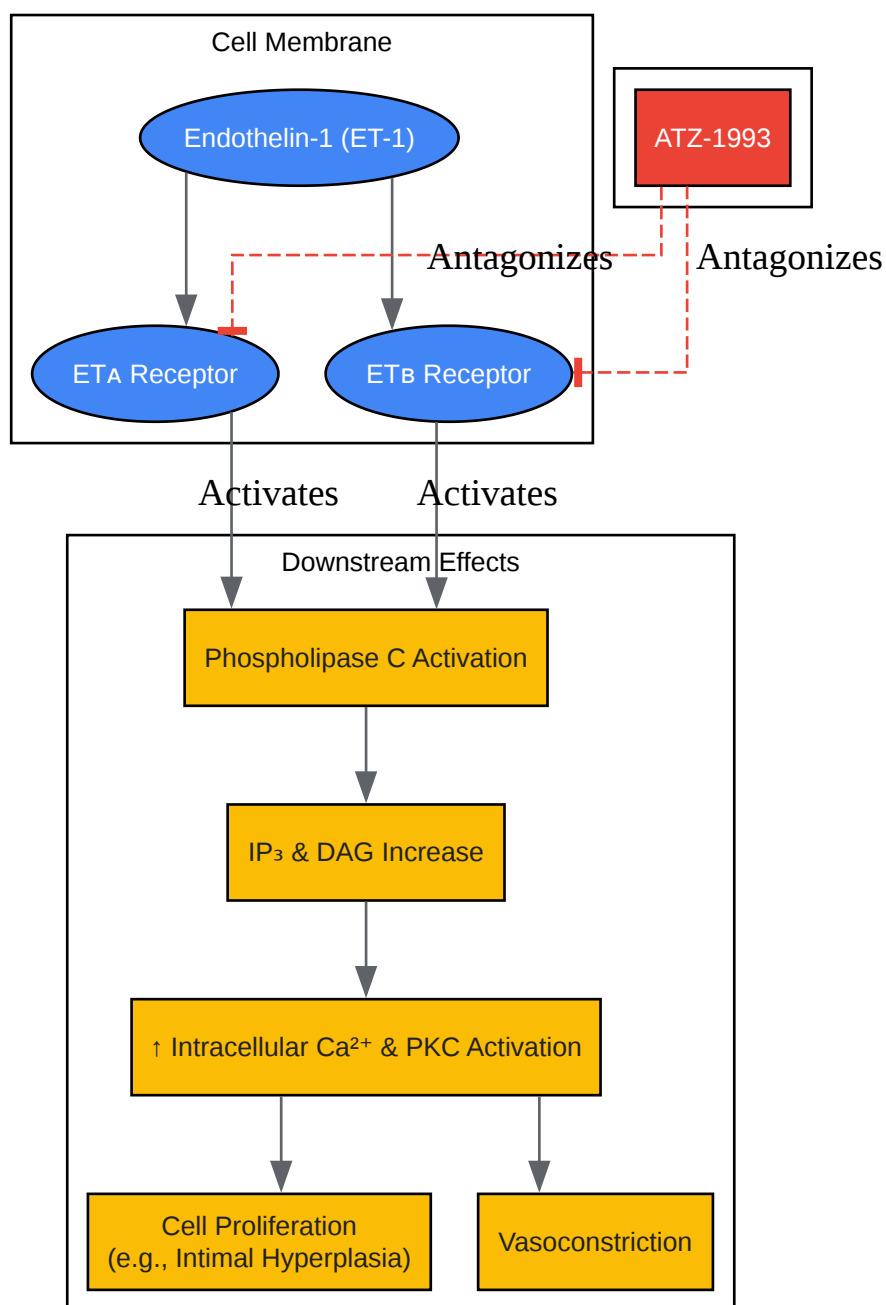 Cell Membrane
Endothelin-1 (ET-1)
ATZ-1993
Antagonizes
Antagonizes
ETᴀ Receptor
ETʙ Receptor
Activates
Activates
Downstream Effects
Phospholipase C Activation
IP₃ & DAG Increase
↑ Intracellular Ca²⁺ & PKC Activation
Cell Proliferation
(e.g., Intimal Hyperplasia)
Vasoconstriction